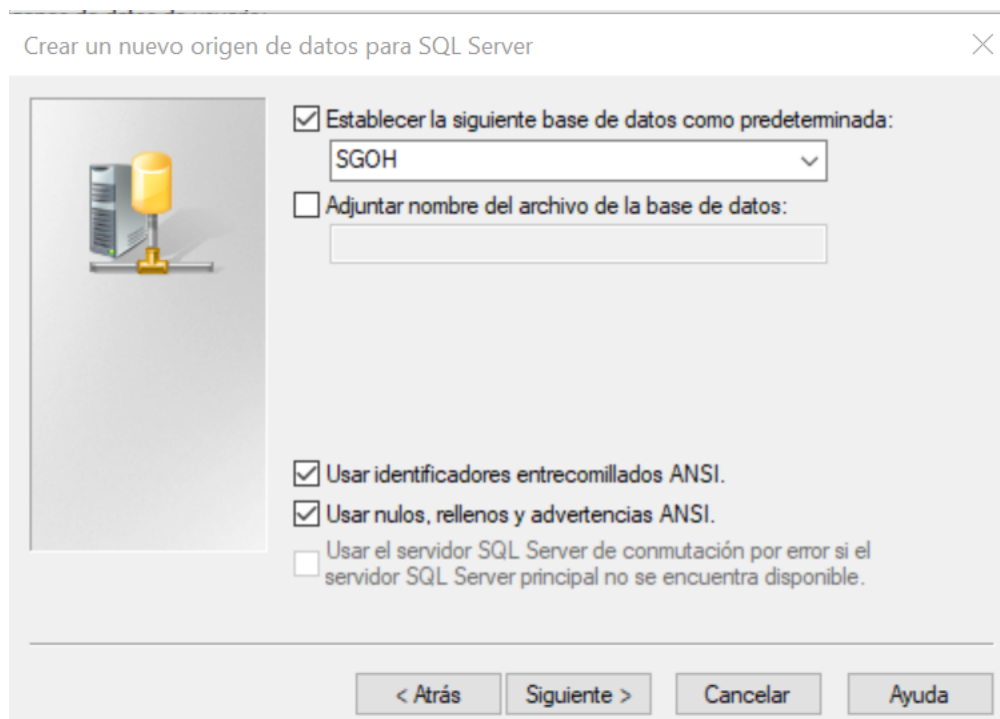 Crear un nuevo origen de datos para SQL Server
Establecer la siguiente base de datos como predeterminada:
SGOH
Adjuntar nombre del archivo de la base de datos:
Usar identificadores entrecomillados ANSI.
Usar nulos, rellenos y advertencias ANSI.
Usar el servidor SQL Server de conmutación por error si el
servidor SQL Server principal no se encuentra disponible.
< Atrás
Siguiente >
Cancelar
Ayuda